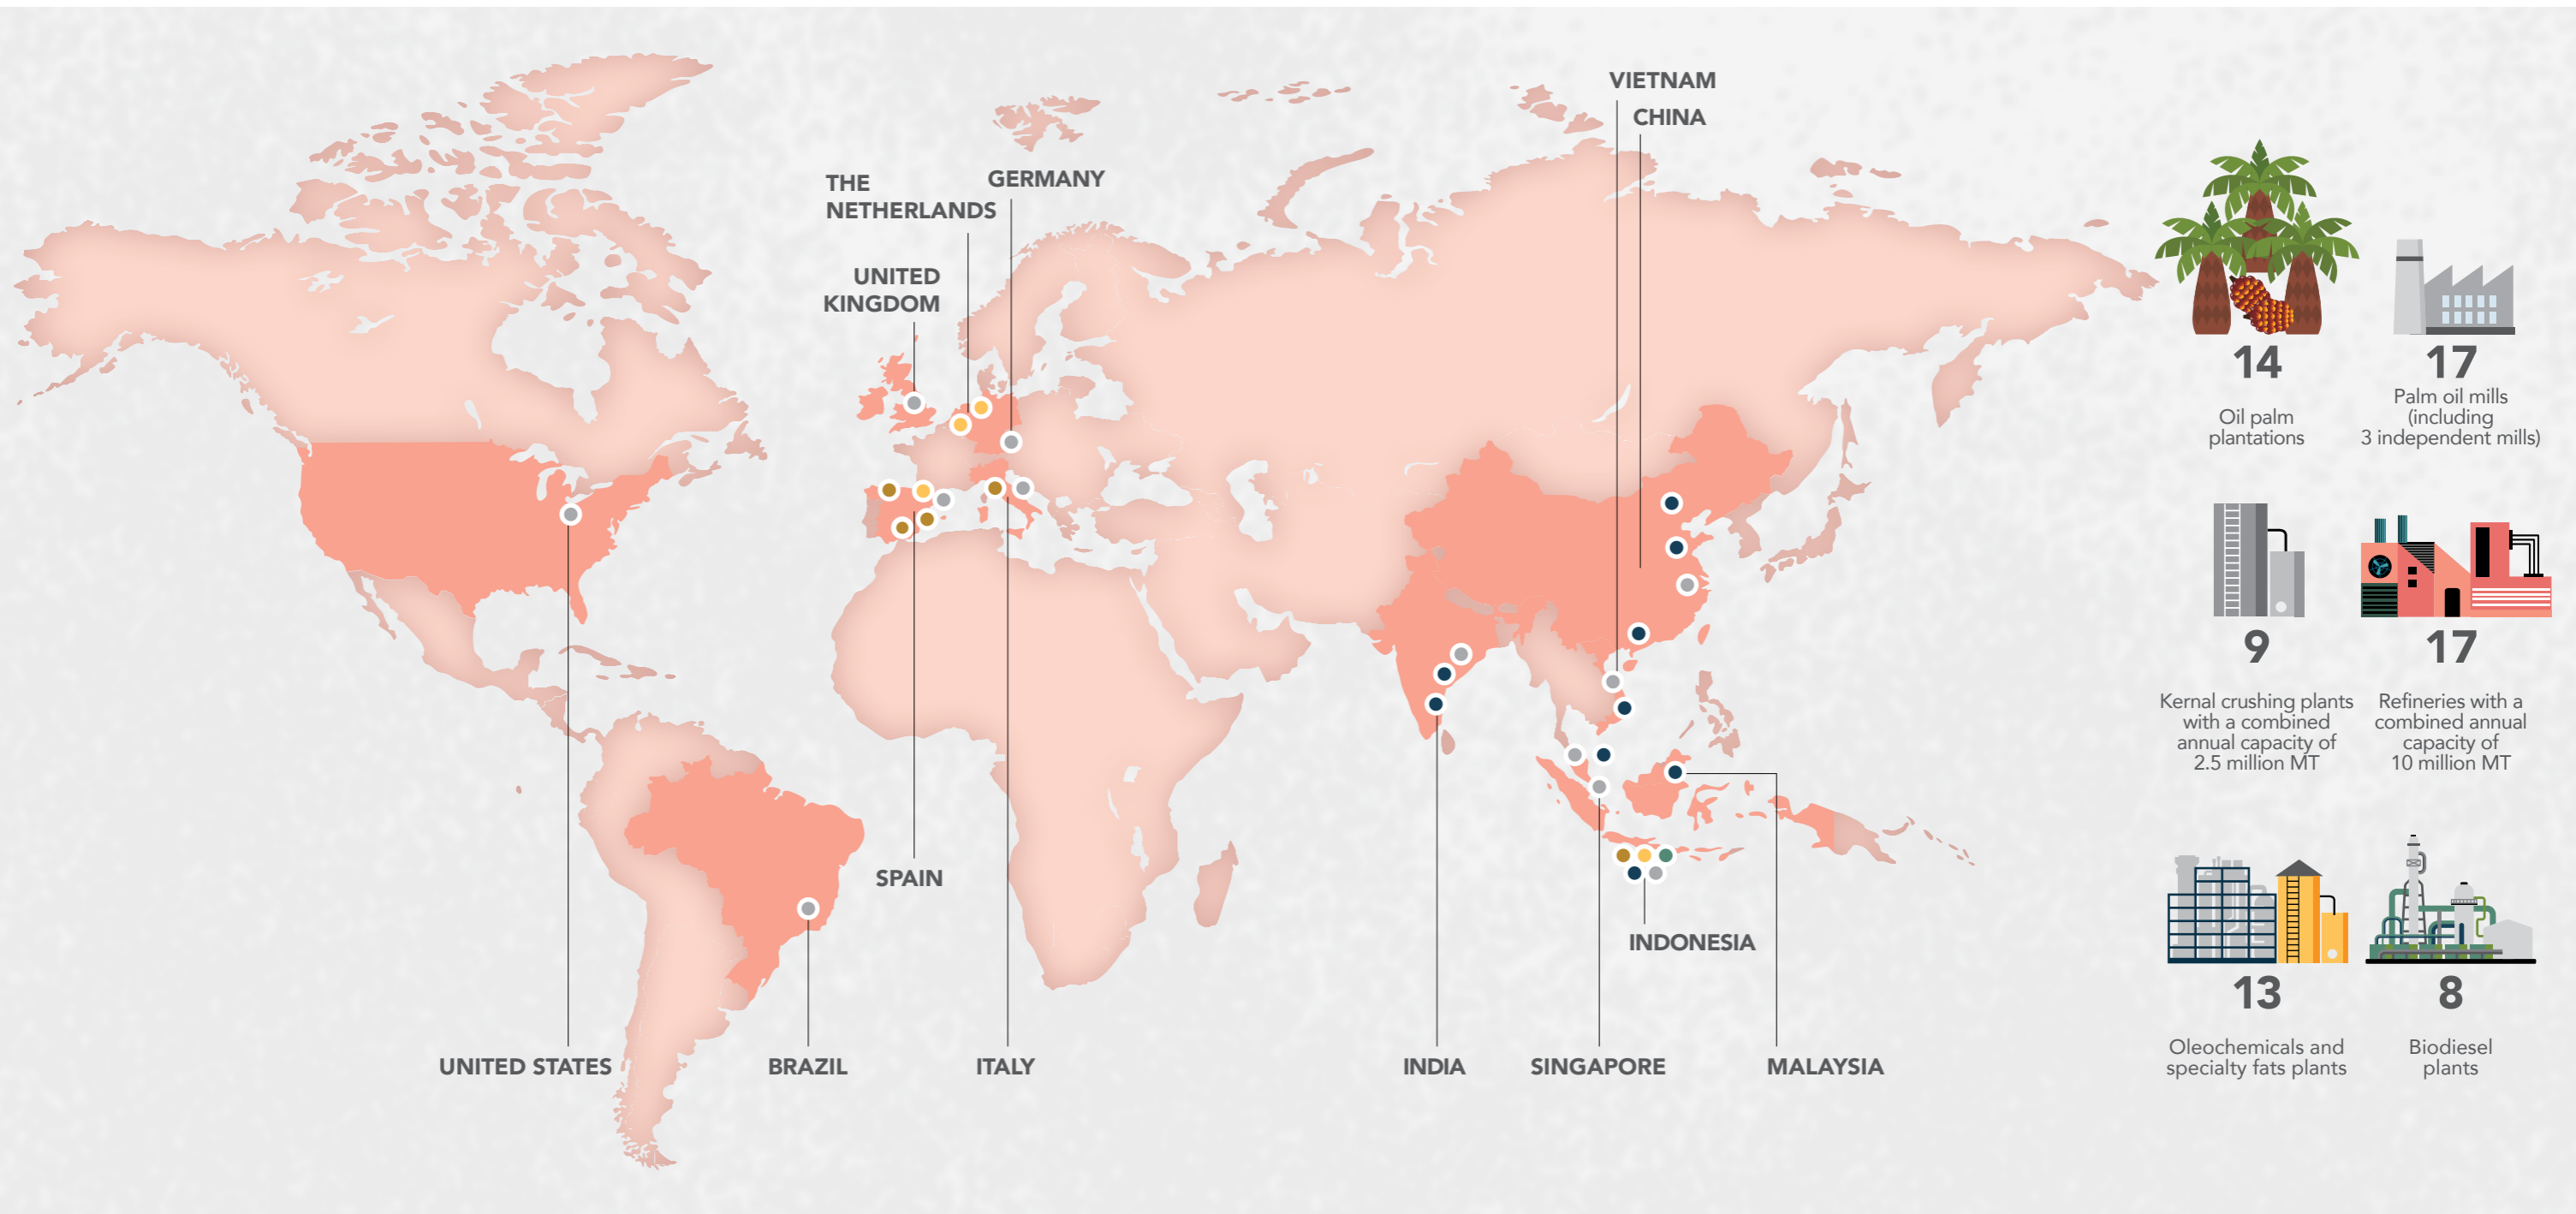 VIETNAM
CHINA
THE
NETHERLANDS
GERMANY
UNITED
KINGDOM
SPAIN
INDONESIA
UNITED STATES
BRAZIL
ITALY
INDIA
SINGAPORE
MALAYSIA
14
Oil palm
plantations
17
Palm oil mills
(including
3 independent mills)
9
Kernal crushing plants
with a combined
annual capacity of
2.5 million MT
17
Refineries with a
combined annual
capacity of
10 million MT
13
Oleochemicals and
specialty fats plants
8
Biodiesel
plants